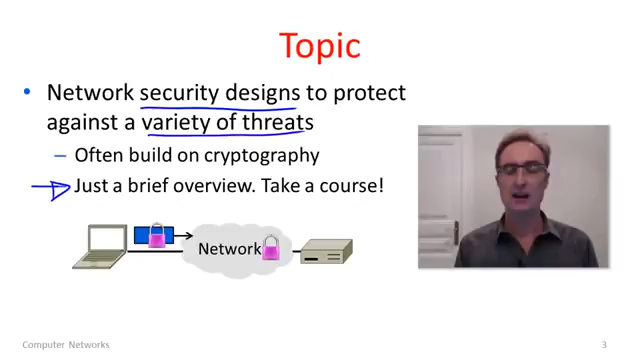 Topic
• Network security designs to protect
against a variety of threats
– Often build on cryptography
Just a brief overview. Take a course!
Network
Computer Networks
3